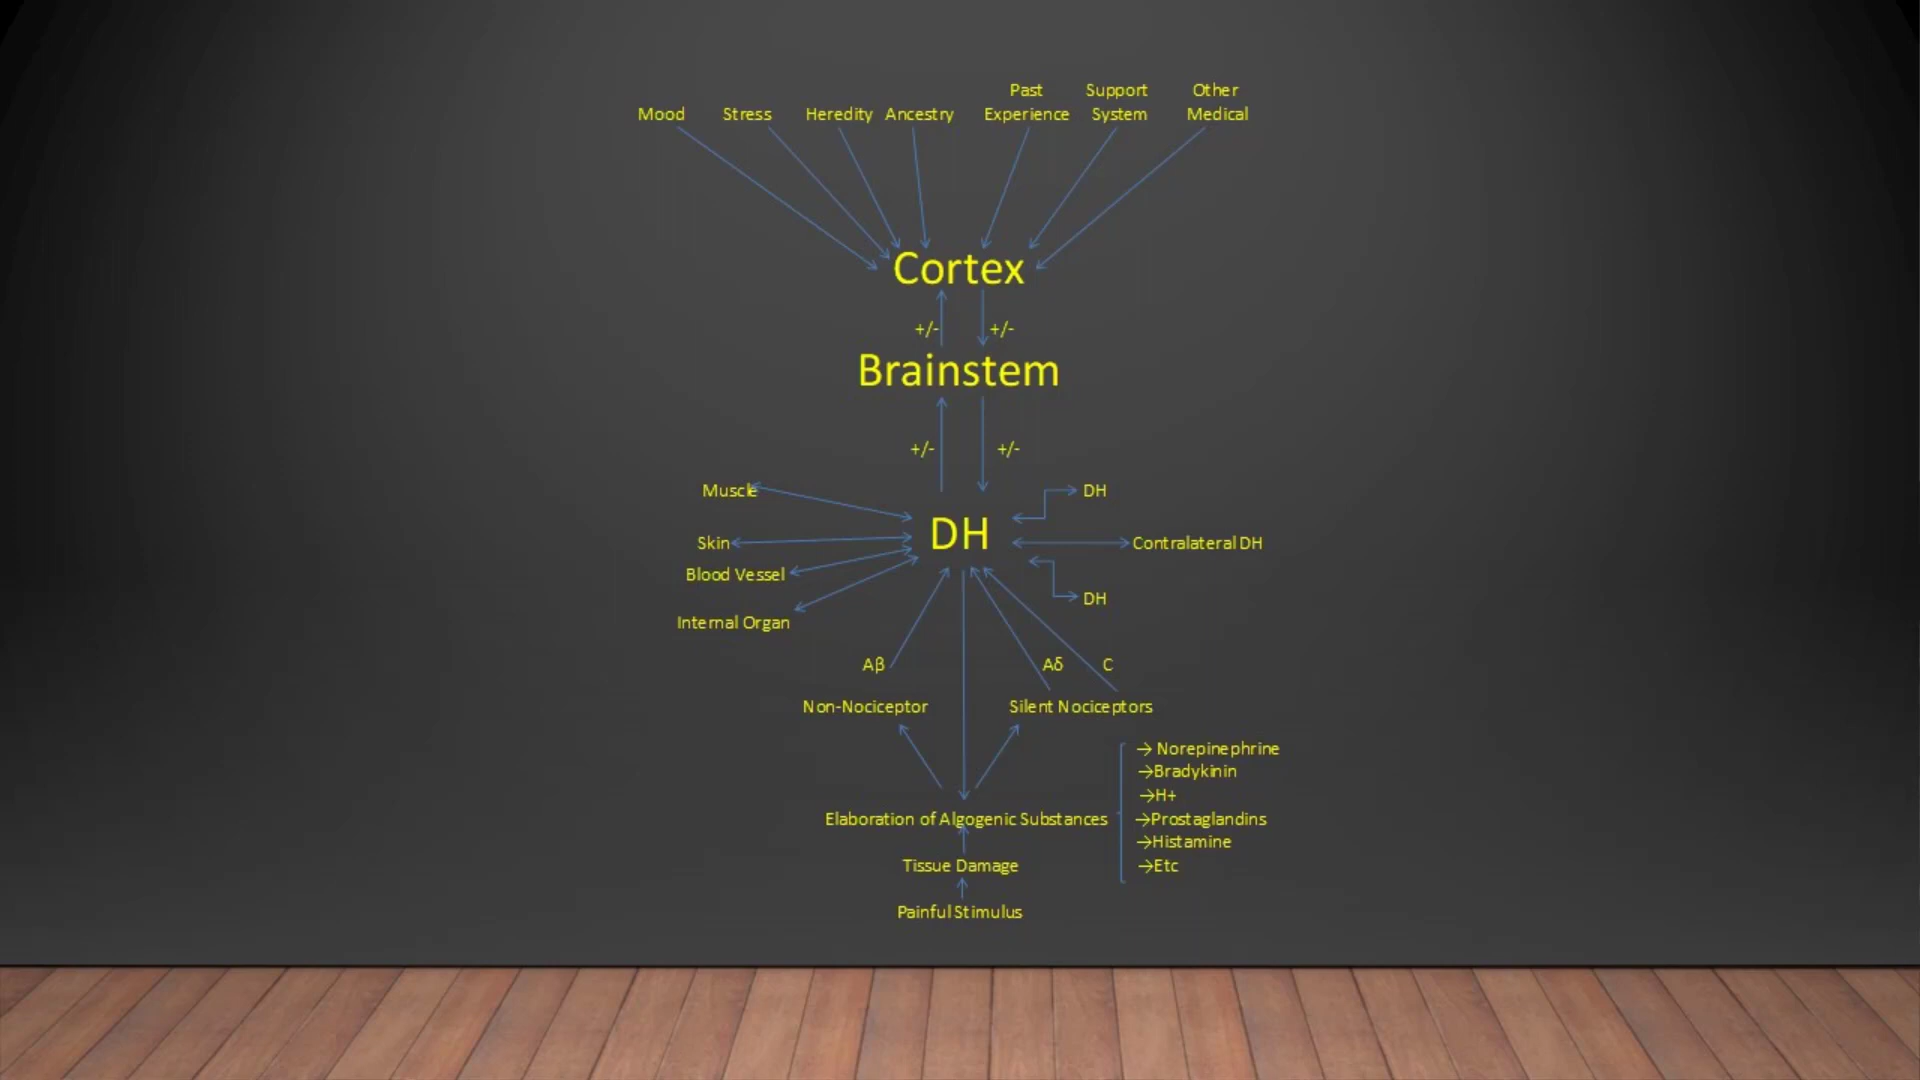 Past Support Other
Mood Stress Heredity Ancestry Experience System Medical
Cortex
+/- +/-
Brainstem
+/- +/-
Muscle DH
DH
Skin Contralateral DH
Blood Vessel
DH
Internal Organ
Aβ Aδ C
Non-Nociceptor Silent Nociceptors
→ Norepinephrine
→Bradykinin
→H+
Elaboration of Algogenic Substances →Prostaglandins
→Histamine
Tissue Damage →Etc
Painful Stimulus